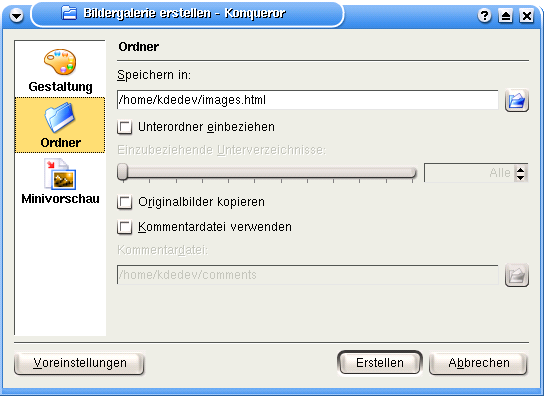 Bildergalerie erstellen - Konqueror
?
Gestaltung
Ordner
Minivorschau
Ordner
Speichern in:
/home/kdedev/images.html
Unterordner einbeziehen
Einzubeziehende Unterverzeichnisse:
Alle
Originalbilder kopieren
Kommentardatei verwenden
Kommentardatei:
/home/kdedev/comments
Voreinstellungen
Erstellen
Abbrechen